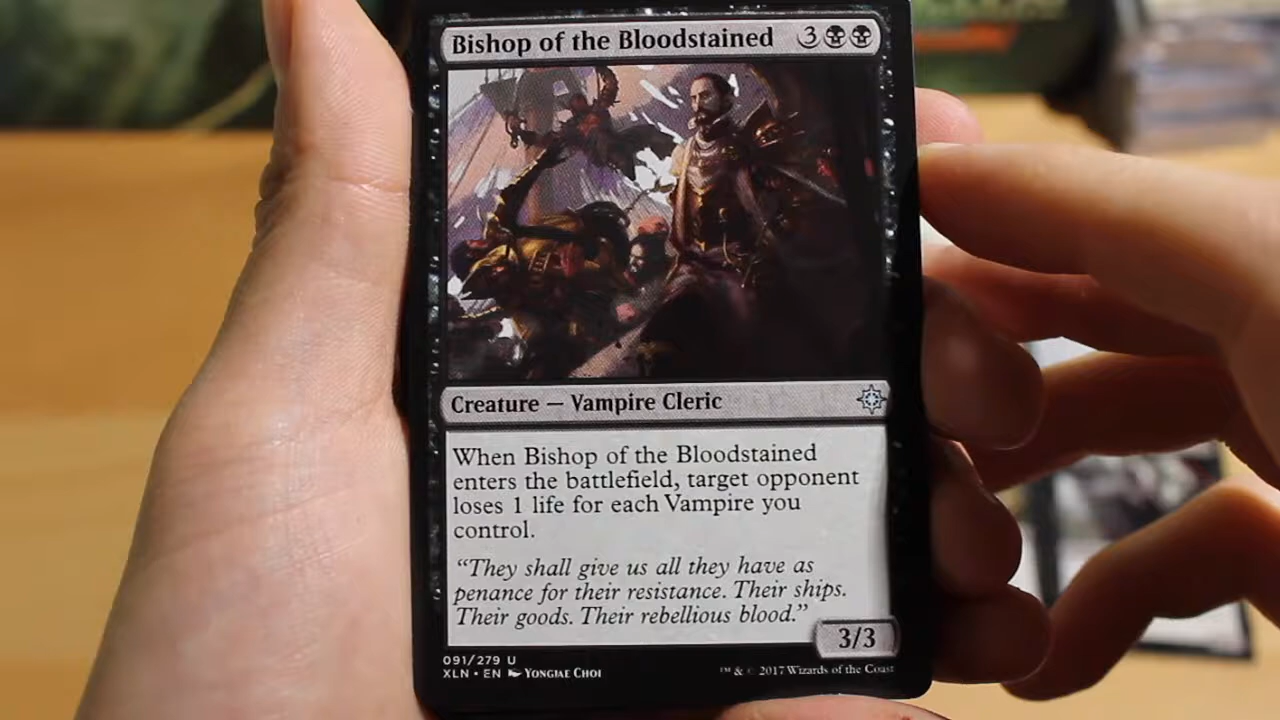 Bishop of the Bloodstained 3
Creature — Vampire Cleric
When Bishop of the Bloodstained
enters the battlefield, target opponent
loses 1 life for each Vampire you
control.
“They shall give us all they have as
penance for their resistance. Their ships.
Their goods. Their rebellious blood.”
3/3
091/279 U
XLN • EN YONGJAE CHOI
™ & © 2017 Wizards of the Coast